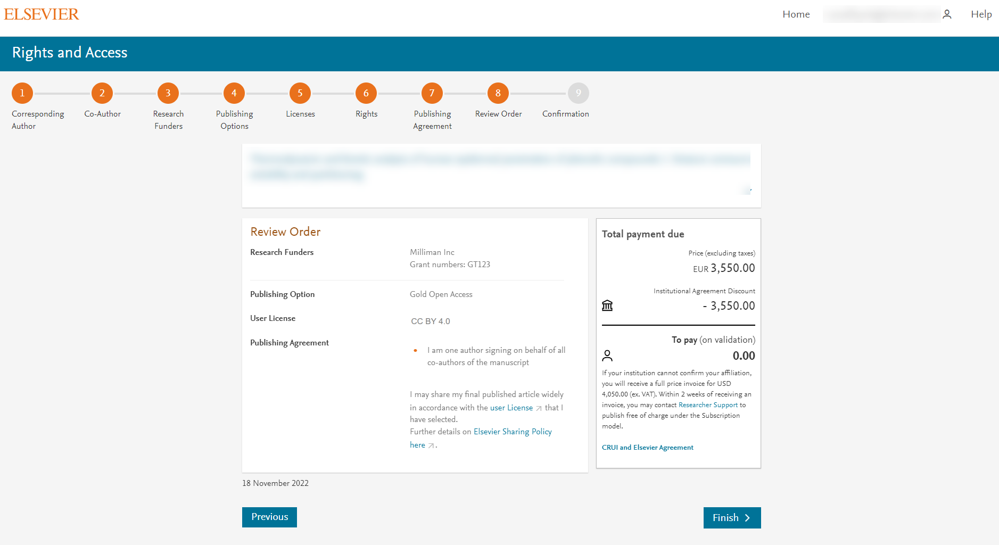 ELSEVIER
Home
Help
Rights and Access
1
2
3
4
5
6
7
8
9
Corresponding
Author
Co-Author
Research
Funders
Publishing
Options
Licenses
Rights
Publishing
Agreement
Review Order
Confirmation
Review Order
Research Funders
Milliman Inc
Grant numbers: GT123
Publishing Option
Gold Open Access
User License
CC BY 4.0
Publishing Agreement
I am one author signing on behalf of all
co-authors of the manuscript
I may share my final published article widely
in accordance with the user License that I
have selected.
Further details on Elsevier Sharing Policy
here .
Total payment due
Price (excluding taxes)
EUR 3,550.00
Institutional Agreement Discount
- 3,550.00
To pay (on validation)
0.00
If your institution cannot confirm your affiliation,
you will receive a full price invoice for USD
4,050.00 (ex. VAT). Within 2 weeks of receiving an
invoice, you may contact Researcher Support to
publish free of charge under the Subscription
model.
CRUI and Elsevier Agreement
18 November 2022
Previous
Finish